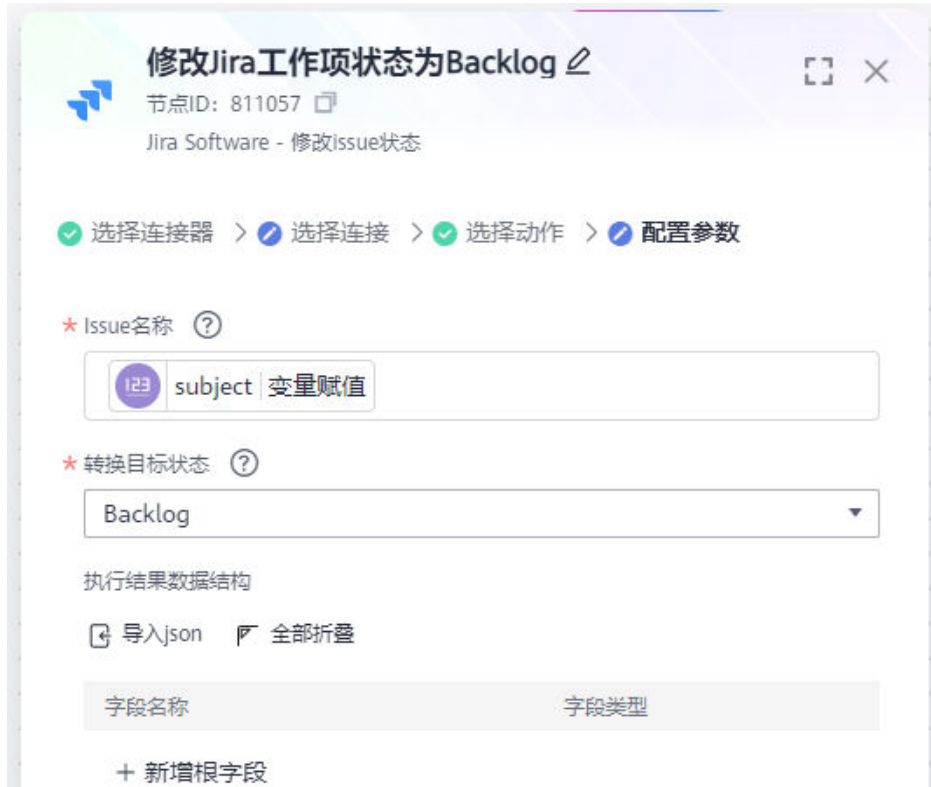 修改Jira工作项状态为Backlog
节点ID：811057
Jira Software - 修改issue状态
选择连接器 > 选择连接 > 选择动作 > 配置参数
* Issue名称 ?
123 subject 变量赋值
* 转换目标状态 ?
Backlog
执行结果数据结构
导入json 全部折叠
字段名称 字段类型
+ 新增根字段